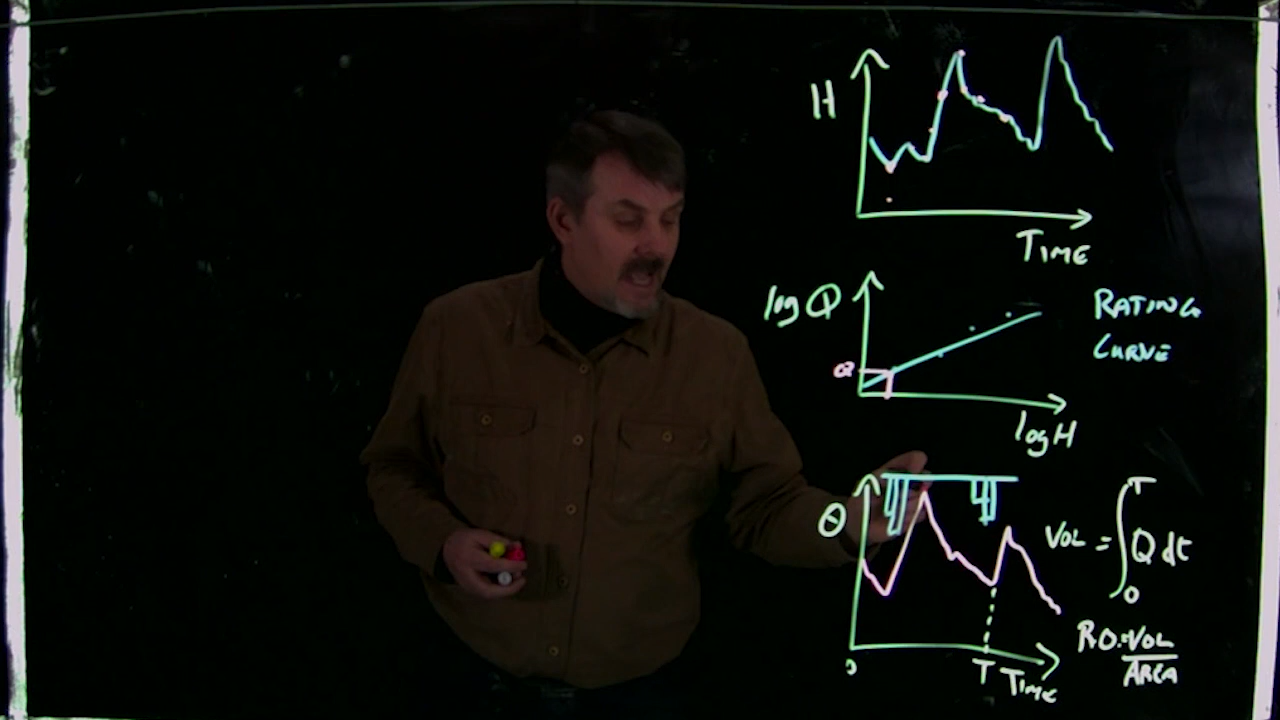 H
TIME
log Q
RATING
CURVE
Q
log H
Q
VOL = ∫₀ᵀ Q dt
R.O. = VOL / AREA
0
T TIME